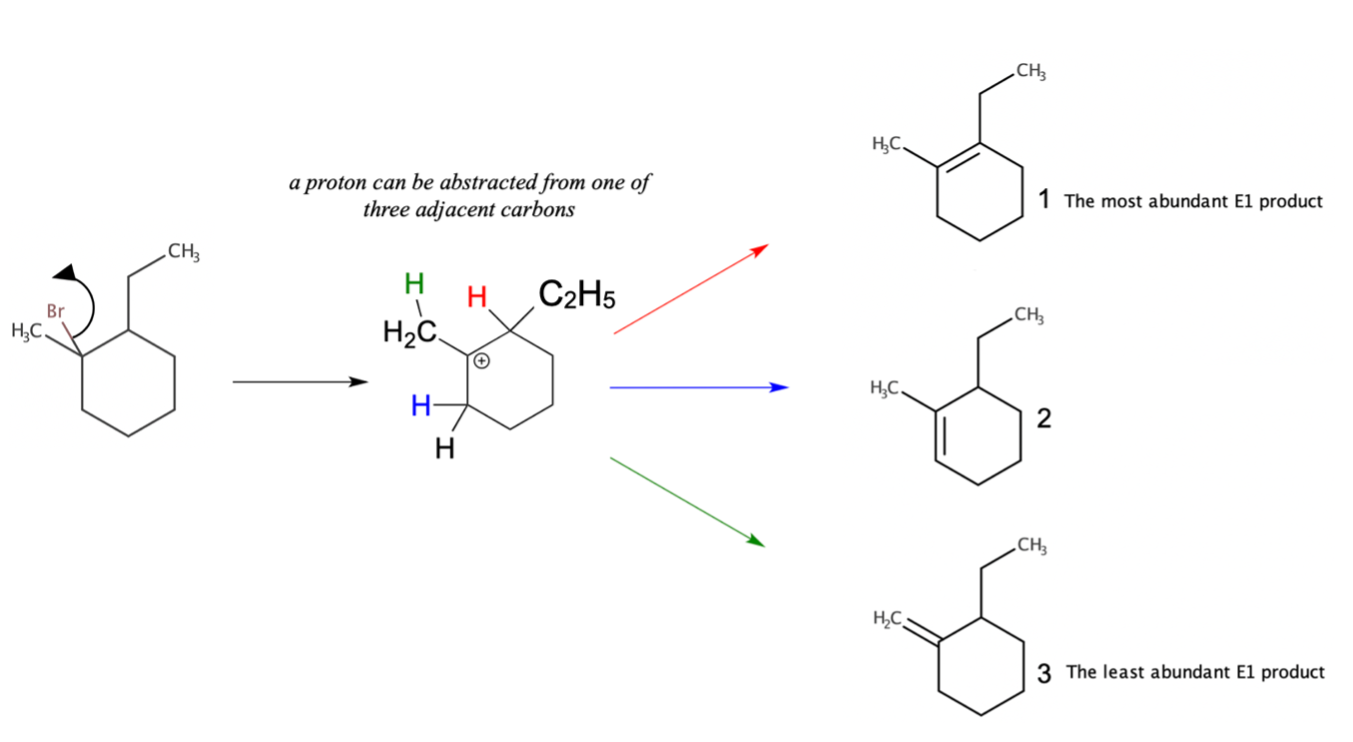 CH₃
H₃C
1 The most abundant E1 product
a proton can be abstracted from one of
three adjacent carbons
CH₃
Br
H₃C
H
H
C₂H₅
H₂C
H
H
CH₃
H₃C
2
CH₃
H₂C
3 The least abundant E1 product